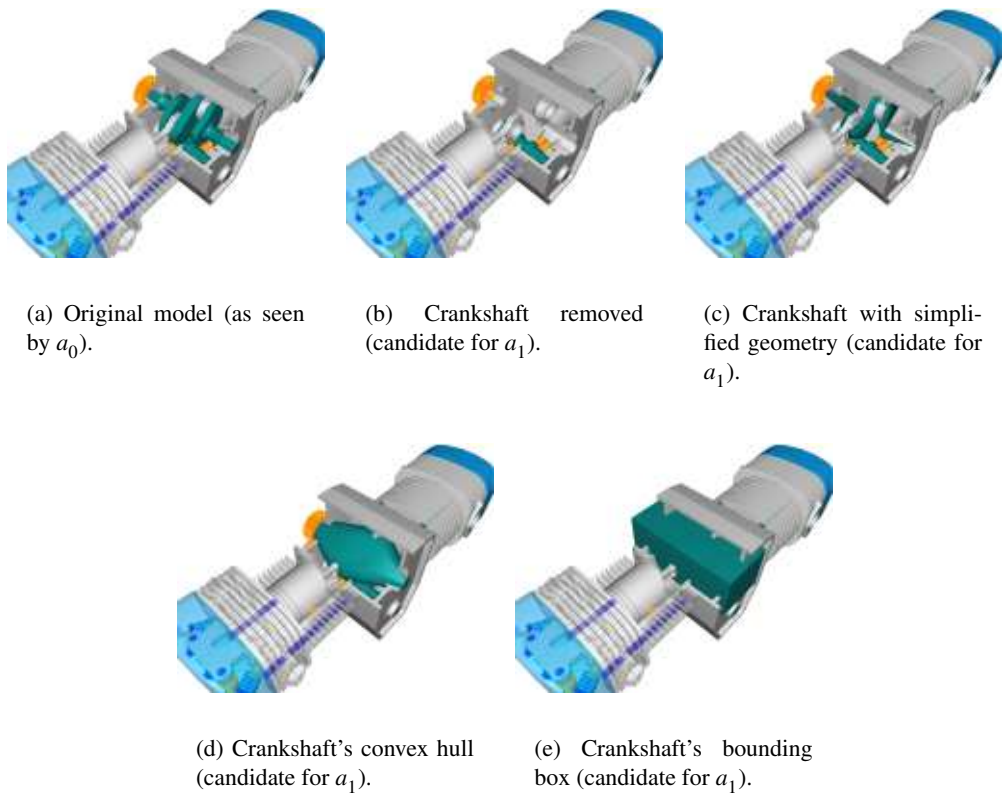 (a) Original model (as seen
by a0).
(b) Crankshaft removed
(candidate for a1).
(c) Crankshaft with simpli-
fied geometry (candidate for
a1).
(d) Crankshaft's convex hull
(candidate for a1).
(e) Crankshaft's bounding
box (candidate for a1).